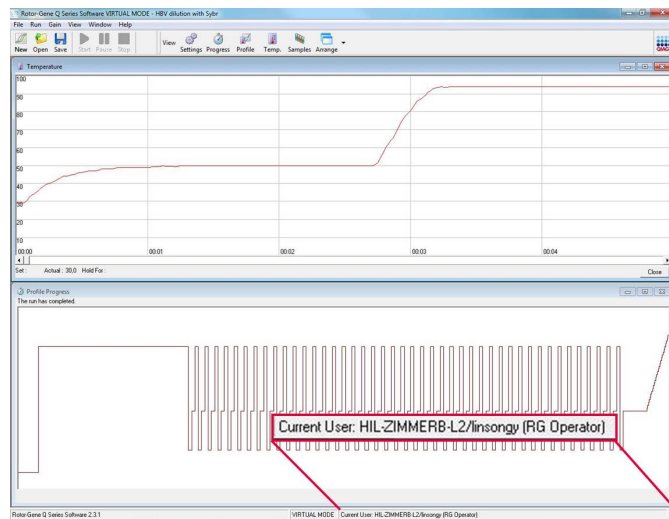 Rotor-Gene Q Series Software VIRTUAL MODE - HBV dilution with Sybr
File Run Gain View Window Help
New Open Save Start Pause Stop View Settings Progress Profile Temp. Samples Arrange
QIAG
Temperature
100
90
80
70
60
50
40
30
20
10
00:00 00:01 00:02 00:03 00:04
Set : Actual : 30,0 Hold For :
Close
Profile Progress
The run has completed.
Current User: HIL-ZIMMERB-L2/linsongy (RG Operator)
Rotor-Gene Q Series Software 2.3.1 VIRTUAL MODE Current User: HIL-ZIMMERB-L2/linsongy (RG Operator)